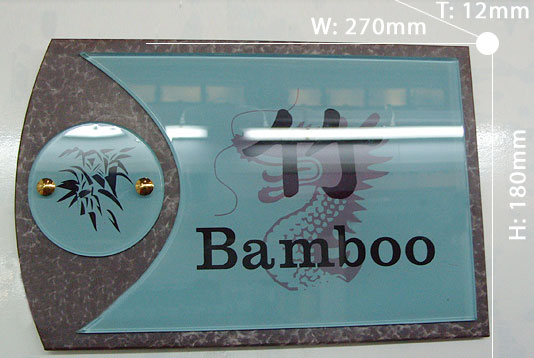 T: 12mm
W: 270mm
H: 180mm
竹
Bamboo